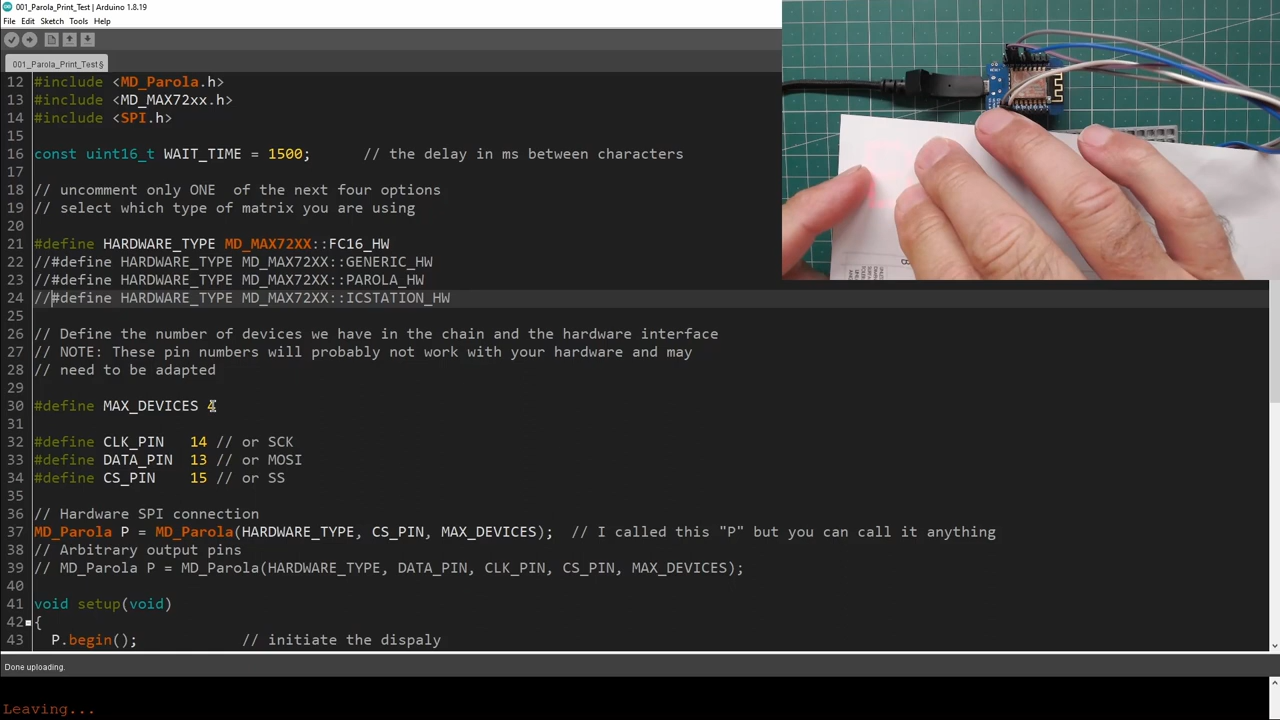 001_Parola_Print_Test | Arduino 1.8.19
File Edit Sketch Tools Help
001_Parola_Print_Test §
12 #include <MD_Parola.h>
13 #include <MD_MAX72xx.h>
14 #include <SPI.h>
15
16 const uint16_t WAIT_TIME = 1500; // the delay in ms between characters
17
18 // uncomment only ONE of the next four options
19 // select which type of matrix you are using
20
21 #define HARDWARE_TYPE MD_MAX72XX::FC16_HW
22 //#define HARDWARE_TYPE MD_MAX72XX::GENERIC_HW
23 //#define HARDWARE_TYPE MD_MAX72XX::PAROLA_HW
24 //#define HARDWARE_TYPE MD_MAX72XX::ICSTATION_HW
25
26 // Define the number of devices we have in the chain and the hardware interface
27 // NOTE: These pin numbers will probably not work with your hardware and may
28 // need to be adapted
29
30 #define MAX_DEVICES 4
31
32 #define CLK_PIN 14 // or SCK
33 #define DATA_PIN 13 // or MOSI
34 #define CS_PIN 15 // or SS
35
36 // Hardware SPI connection
37 MD_Parola P = MD_Parola(HARDWARE_TYPE, CS_PIN, MAX_DEVICES); // I called this "P" but you can call it anything
38 // Arbitrary output pins
39 // MD_Parola P = MD_Parola(HARDWARE_TYPE, DATA_PIN, CLK_PIN, CS_PIN, MAX_DEVICES);
40
41 void setup(void)
42 {
43 P.begin(); // initiate the dispaly
Done uploading.
Leaving...